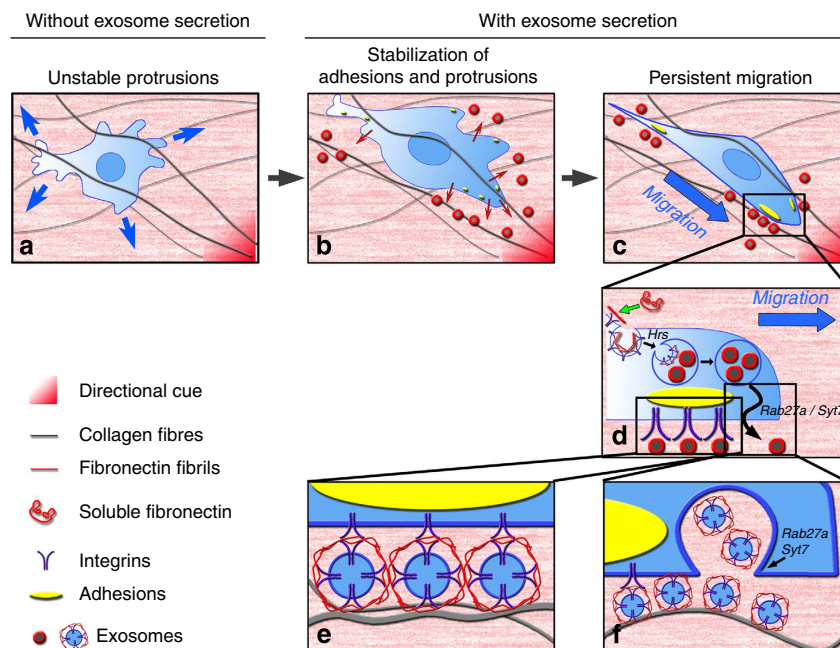 Without exosome secretion
With exosome secretion
Unstable protrusions
Stabilization of
adhesions and protrusions
Persistent migration
a
b
Migration
c
Migration
Hrs
Rab27a / Syt7
d
Directional cue
Collagen fibres
Fibronectin fibrils
Soluble fibronectin
Integrins
Adhesions
Exosomes
e
Rab27a
Syt7
f